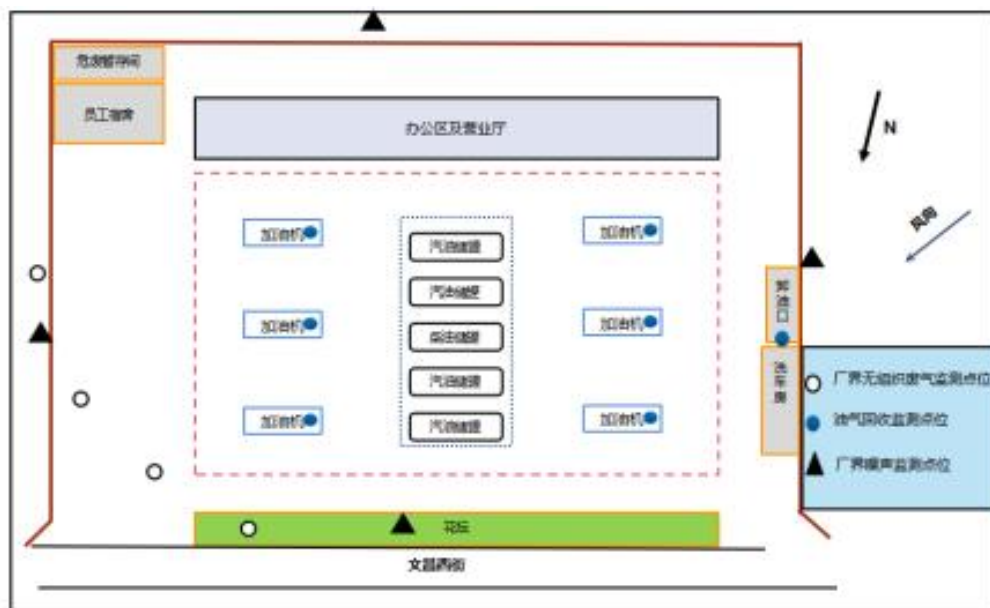 危废暂存间
员工宿舍
办公区及营业厅
N
风向
加油机
加油机
汽油储罐
汽油储罐
加油机
加油机
柴油储罐
汽油储罐
加油机
加油机
汽油储罐
卸油口
洗车房
厂界无组织废气监测点位
油气回收监测点位
厂界噪声监测点位
花坛
文昌西街